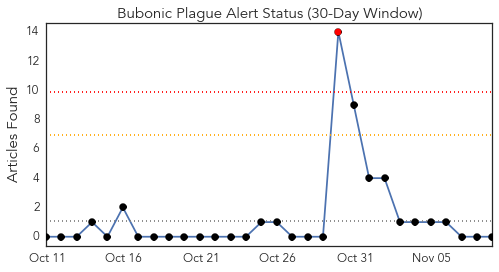 Bubonic Plague Alert Status (30-Day Window)
Articles Found
14
12
10
8
6
4
2
0
Oct 11
Oct 16
Oct 21
Oct 26
Oct 31
Nov 05